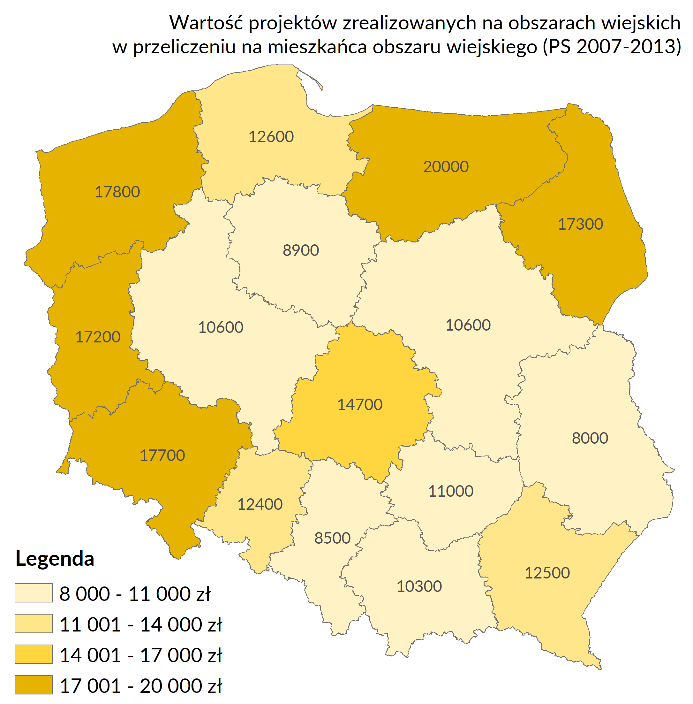 Wartość projektów zrealizowanych na obszarach wiejskich
w przeliczeniu na mieszkańca obszaru wiejskiego (PS 2007-2013)
12600
20000
17800
17300
8900
10600
10600
17200
14700
8000
17700
11000
12400
8500
12500
10300
Legenda
8 000 - 11 000 zł
11 001 - 14 000 zł
14 001 - 17 000 zł
17 001 - 20 000 zł